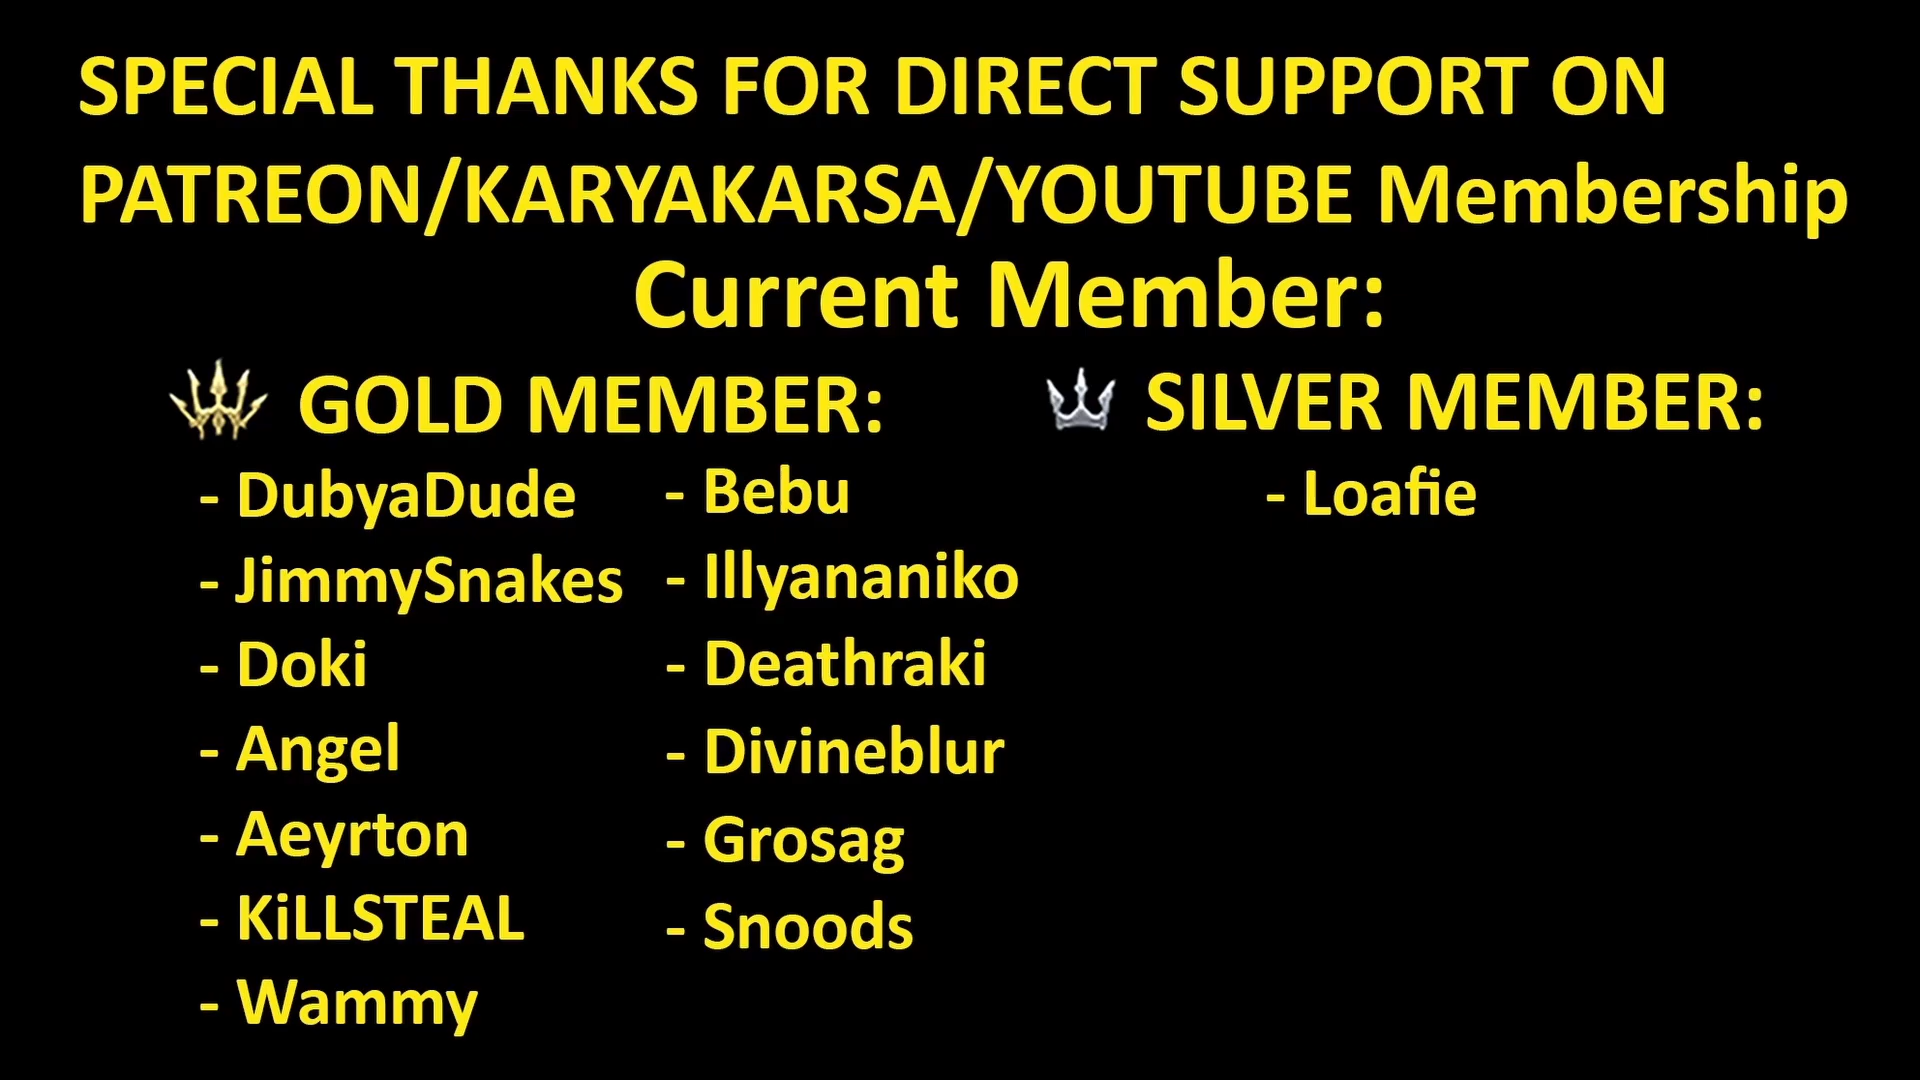 SPECIAL THANKS FOR DIRECT SUPPORT ON
PATREON/KARYAKARSA/YOUTUBE Membership
Current Member:
GOLD MEMBER:
- DubyaDude
- JimmySnakes
- Doki
- Angel
- Aeyrton
- KiLLSTEAL
- Wammy
- Bebu
- Illyananiko
- Deathraki
- Divineblur
- Grosag
- Snoods
SILVER MEMBER:
- Loafie